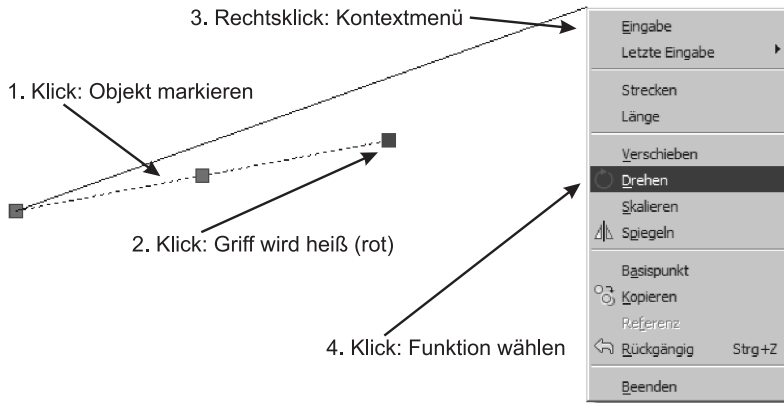 3. Rechtsklick: Kontextmenü
1. Klick: Objekt markieren
2. Klick: Griff wird heiß (rot)
4. Klick: Funktion wählen
Eingabe
Letzte Eingabe
Strecken
Länge
Verschieben
Drehen
Skalieren
Spiegeln
Basispunkt
Kopieren
Referenz
Rückgängig Strg+Z
Beenden